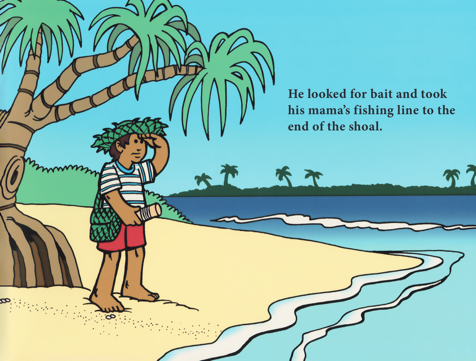 He looked for bait and took
his mama's fishing line to the
end of the shoal.